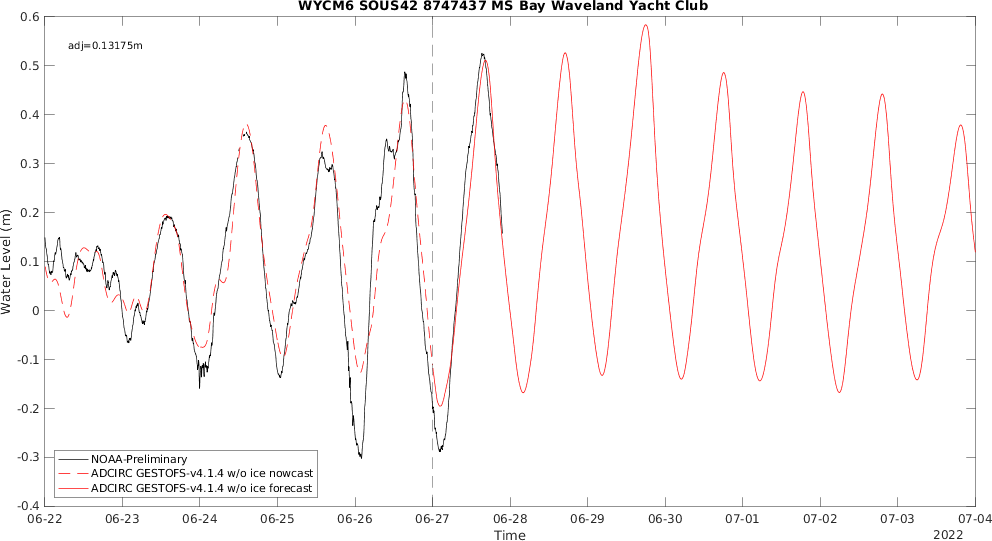 WYCM6 SOUS42 8747437 MS Bay Waveland Yacht Club
adj=0.13175m
0.6
0.5
0.4
0.3
0.2
0.1
0
-0.1
-0.2
-0.3
-0.4
Water Level (m)
NOAA-Preliminary
ADCIRC GESTOFS-v4.1.4 w/o ice nowcast
ADCIRC GESTOFS-v4.1.4 w/o ice forecast
06-22 06-23 06-24 06-25 06-26 06-27 06-28 06-29 06-30 07-01 07-02 07-03 07-04
Time
2022